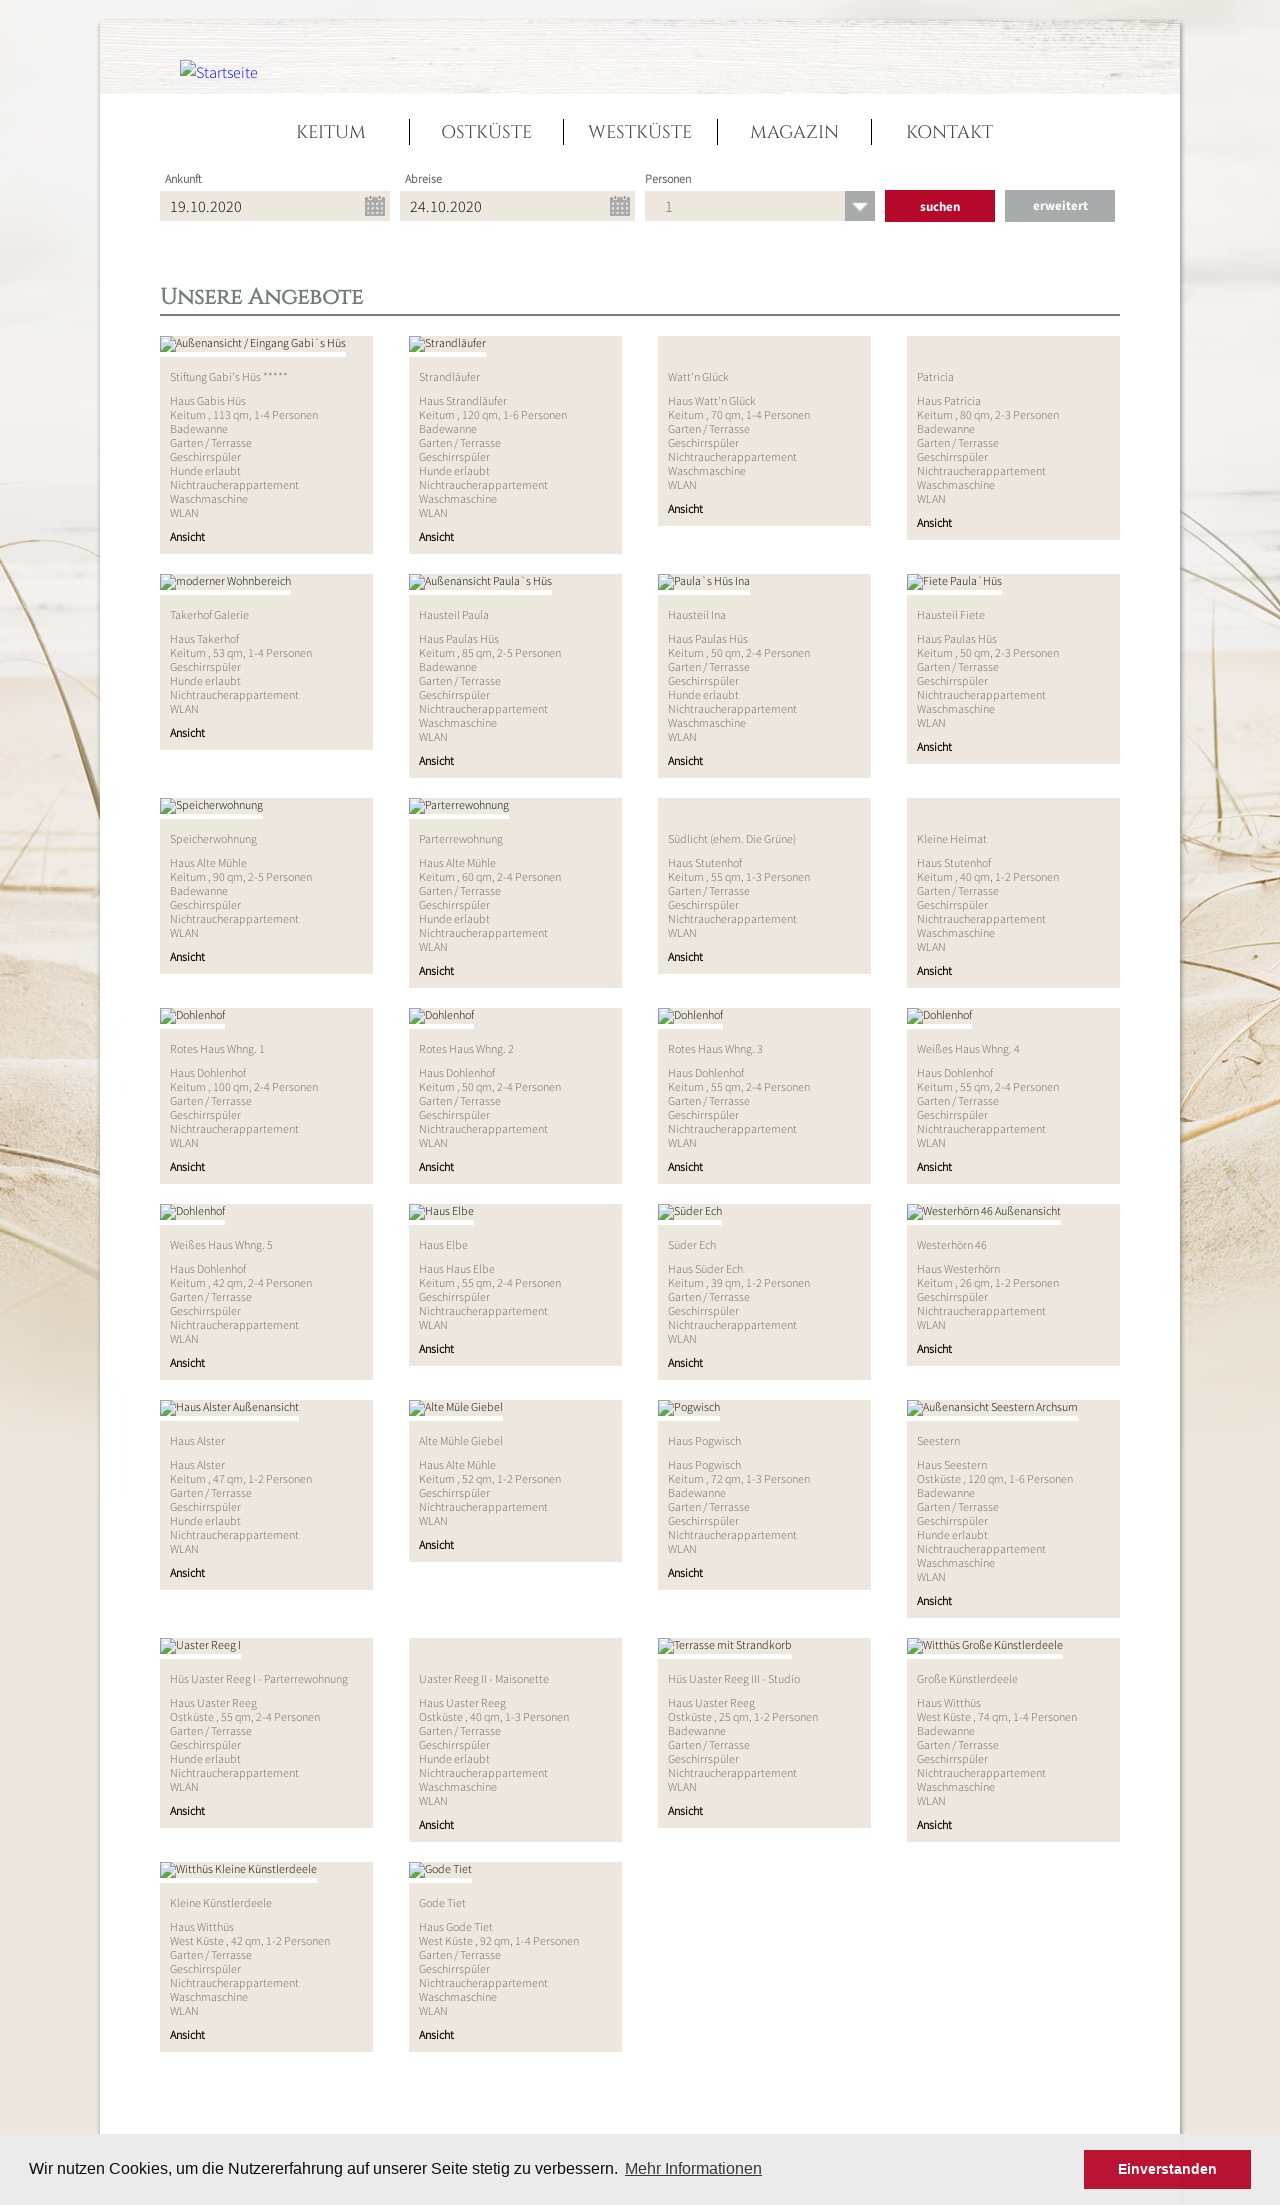 Startseite
KEITUM
OSTKÜSTE
WESTKÜSTE
MAGAZIN
KONTAKT
Ankunft
Abreise
Personen
19.10.2020
24.10.2020
1
suchen
erweitert
Unsere Angebote
Außenansicht / Eingang Gabi`s Hüs
Stiftung Gabi's Hüs *****
Haus Gabis Hüs
Keitum , 113 qm, 1-4 Personen
Badewanne
Garten / Terrasse
Geschirrspüler
Hunde erlaubt
Nichtraucherappartement
Waschmaschine
WLAN
Ansicht
Strandläufer
Strandläufer
Haus Strandläufer
Keitum , 120 qm, 1-6 Personen
Badewanne
Garten / Terrasse
Geschirrspüler
Hunde erlaubt
Nichtraucherappartement
Waschmaschine
WLAN
Ansicht
Watt'n Glück
Haus Watt'n Glück
Keitum , 70 qm, 1-4 Personen
Garten / Terrasse
Geschirrspüler
Nichtraucherappartement
Waschmaschine
WLAN
Ansicht
Patricia
Haus Patricia
Keitum , 80 qm, 2-3 Personen
Badewanne
Garten / Terrasse
Geschirrspüler
Nichtraucherappartement
Waschmaschine
WLAN
Ansicht
moderner Wohnbereich
Takerhof Galerie
Haus Takerhof
Keitum , 53 qm, 1-4 Personen
Geschirrspüler
Hunde erlaubt
Nichtraucherappartement
WLAN
Ansicht
Außenansicht Paula`s Hüs
Hausteil Paula
Haus Paulas Hüs
Keitum , 85 qm, 2-5 Personen
Badewanne
Garten / Terrasse
Geschirrspüler
Nichtraucherappartement
Waschmaschine
WLAN
Ansicht
Paula`s Hüs Ina
Hausteil Ina
Haus Paulas Hüs
Keitum , 50 qm, 2-4 Personen
Garten / Terrasse
Geschirrspüler
Hunde erlaubt
Nichtraucherappartement
Waschmaschine
WLAN
Ansicht
Fiete Paula`Hüs
Hausteil Fiete
Haus Paulas Hüs
Keitum , 50 qm, 2-3 Personen
Garten / Terrasse
Geschirrspüler
Nichtraucherappartement
Waschmaschine
WLAN
Ansicht
Speicherwohnung
Speicherwohnung
Haus Alte Mühle
Keitum , 90 qm, 2-5 Personen
Badewanne
Geschirrspüler
Nichtraucherappartement
WLAN
Ansicht
Parterrewohnung
Parterrewohnung
Haus Alte Mühle
Keitum , 60 qm, 2-4 Personen
Garten / Terrasse
Geschirrspüler
Hunde erlaubt
Nichtraucherappartement
WLAN
Ansicht
Südlicht (ehem. Die Grüne)
Haus Stutenhof
Keitum , 55 qm, 1-3 Personen
Garten / Terrasse
Geschirrspüler
Nichtraucherappartement
WLAN
Ansicht
Kleine Heimat
Haus Stutenhof
Keitum , 40 qm, 1-2 Personen
Garten / Terrasse
Geschirrspüler
Nichtraucherappartement
Waschmaschine
WLAN
Ansicht
Dohlenhof
Rotes Haus Whng. 1
Haus Dohlenhof
Keitum , 100 qm, 2-4 Personen
Garten / Terrasse
Geschirrspüler
Nichtraucherappartement
WLAN
Ansicht
Dohlenhof
Rotes Haus Whng. 2
Haus Dohlenhof
Keitum , 50 qm, 2-4 Personen
Garten / Terrasse
Geschirrspüler
Nichtraucherappartement
WLAN
Ansicht
Dohlenhof
Rotes Haus Whng. 3
Haus Dohlenhof
Keitum , 55 qm, 2-4 Personen
Garten / Terrasse
Geschirrspüler
Nichtraucherappartement
WLAN
Ansicht
Dohlenhof
Weißes Haus Whng. 4
Haus Dohlenhof
Keitum , 55 qm, 2-4 Personen
Garten / Terrasse
Geschirrspüler
Nichtraucherappartement
WLAN
Ansicht
Dohlenhof
Weißes Haus Whng. 5
Haus Dohlenhof
Keitum , 42 qm, 2-4 Personen
Garten / Terrasse
Geschirrspüler
Nichtraucherappartement
WLAN
Ansicht
Haus Elbe
Haus Elbe
Haus Haus Elbe
Keitum , 55 qm, 2-4 Personen
Geschirrspüler
Nichtraucherappartement
WLAN
Ansicht
Süder Ech
Süder Ech
Haus Süder Ech
Keitum , 39 qm, 1-2 Personen
Garten / Terrasse
Geschirrspüler
Nichtraucherappartement
WLAN
Ansicht
Westerhörn 46 Außenansicht
Westerhörn 46
Haus Westerhörn
Keitum , 26 qm, 1-2 Personen
Geschirrspüler
Nichtraucherappartement
WLAN
Ansicht
Haus Alster Außenansicht
Haus Alster
Haus Alster
Keitum , 47 qm, 1-2 Personen
Garten / Terrasse
Geschirrspüler
Hunde erlaubt
Nichtraucherappartement
WLAN
Ansicht
Alte Müle Giebel
Alte Mühle Giebel
Haus Alte Mühle
Keitum , 52 qm, 1-2 Personen
Geschirrspüler
Nichtraucherappartement
WLAN
Ansicht
Pogwisch
Haus Pogwisch
Haus Pogwisch
Keitum , 72 qm, 1-3 Personen
Badewanne
Garten / Terrasse
Geschirrspüler
Nichtraucherappartement
WLAN
Ansicht
Außenansicht Seestern Archsum
Seestern
Haus Seestern
Ostküste , 120 qm, 1-6 Personen
Badewanne
Garten / Terrasse
Geschirrspüler
Hunde erlaubt
Nichtraucherappartement
Waschmaschine
WLAN
Ansicht
Uaster Reeg I
Hüs Uaster Reeg I - Parterrewohnung
Haus Uaster Reeg
Ostküste , 55 qm, 2-4 Personen
Garten / Terrasse
Geschirrspüler
Hunde erlaubt
Nichtraucherappartement
WLAN
Ansicht
Uaster Reeg II - Maisonette
Haus Uaster Reeg
Ostküste , 40 qm, 1-3 Personen
Garten / Terrasse
Geschirrspüler
Hunde erlaubt
Nichtraucherappartement
Waschmaschine
WLAN
Ansicht
Terrasse mit Strandkorb
Hüs Uaster Reeg III - Studio
Haus Uaster Reeg
Ostküste , 25 qm, 1-2 Personen
Badewanne
Garten / Terrasse
Geschirrspüler
Nichtraucherappartement
WLAN
Ansicht
Witthüs Große Künstlerdeele
Große Künstlerdeele
Haus Witthüs
West Küste , 74 qm, 1-4 Personen
Badewanne
Garten / Terrasse
Geschirrspüler
Nichtraucherappartement
Waschmaschine
WLAN
Ansicht
Witthüs Kleine Künstlerdeele
Kleine Künstlerdeele
Haus Witthüs
West Küste , 42 qm, 1-2 Personen
Garten / Terrasse
Geschirrspüler
Nichtraucherappartement
Waschmaschine
WLAN
Ansicht
Gode Tiet
Gode Tiet
Haus Gode Tiet
West Küste , 92 qm, 1-4 Personen
Garten / Terrasse
Geschirrspüler
Nichtraucherappartement
Waschmaschine
WLAN
Ansicht
Wir nutzen Cookies, um die Nutzererfahrung auf unserer Seite stetig zu verbessern. Mehr Informationen
Einverstanden